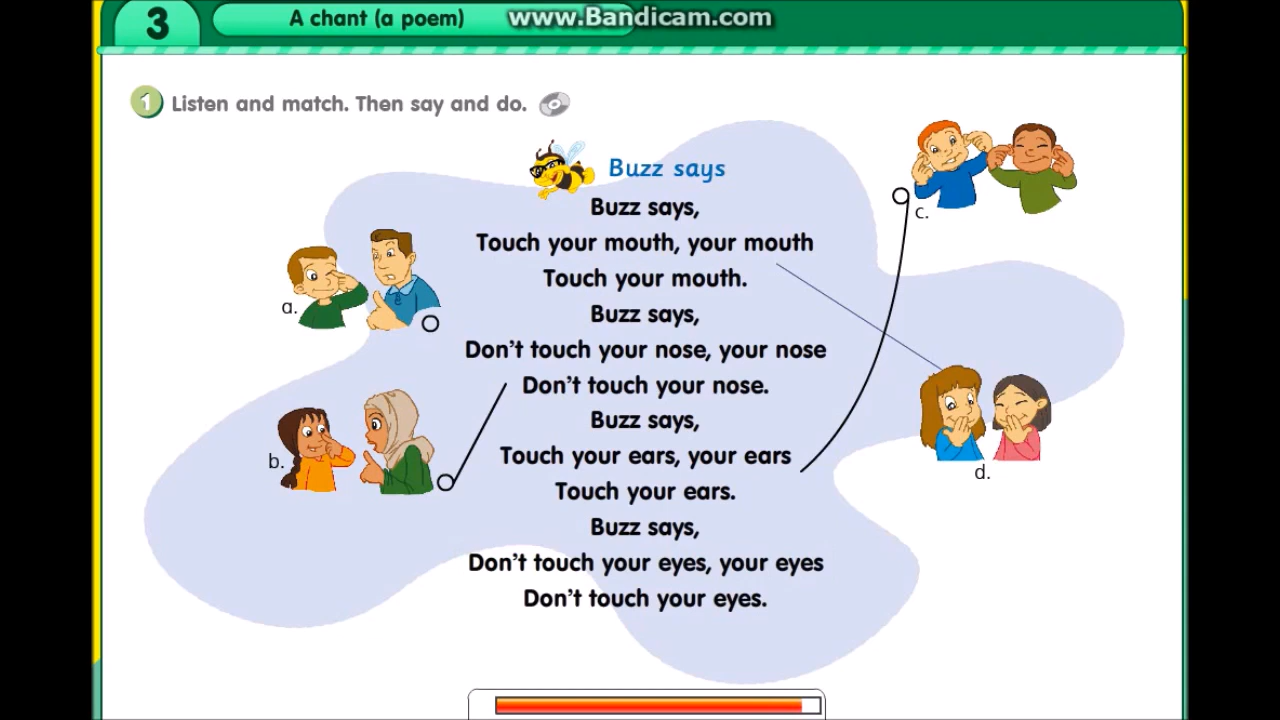 3
A chant (a poem)
www.Bandicam.com
1 Listen and match. Then say and do.
Buzz says
Buzz says,
Touch your mouth, your mouth
Touch your mouth.
Buzz says,
Don't touch your nose, your nose
Don't touch your nose.
Buzz says,
Touch your ears, your ears
Touch your ears.
Buzz says,
Don't touch your eyes, your eyes
Don't touch your eyes.
a.
b.
c.
d.